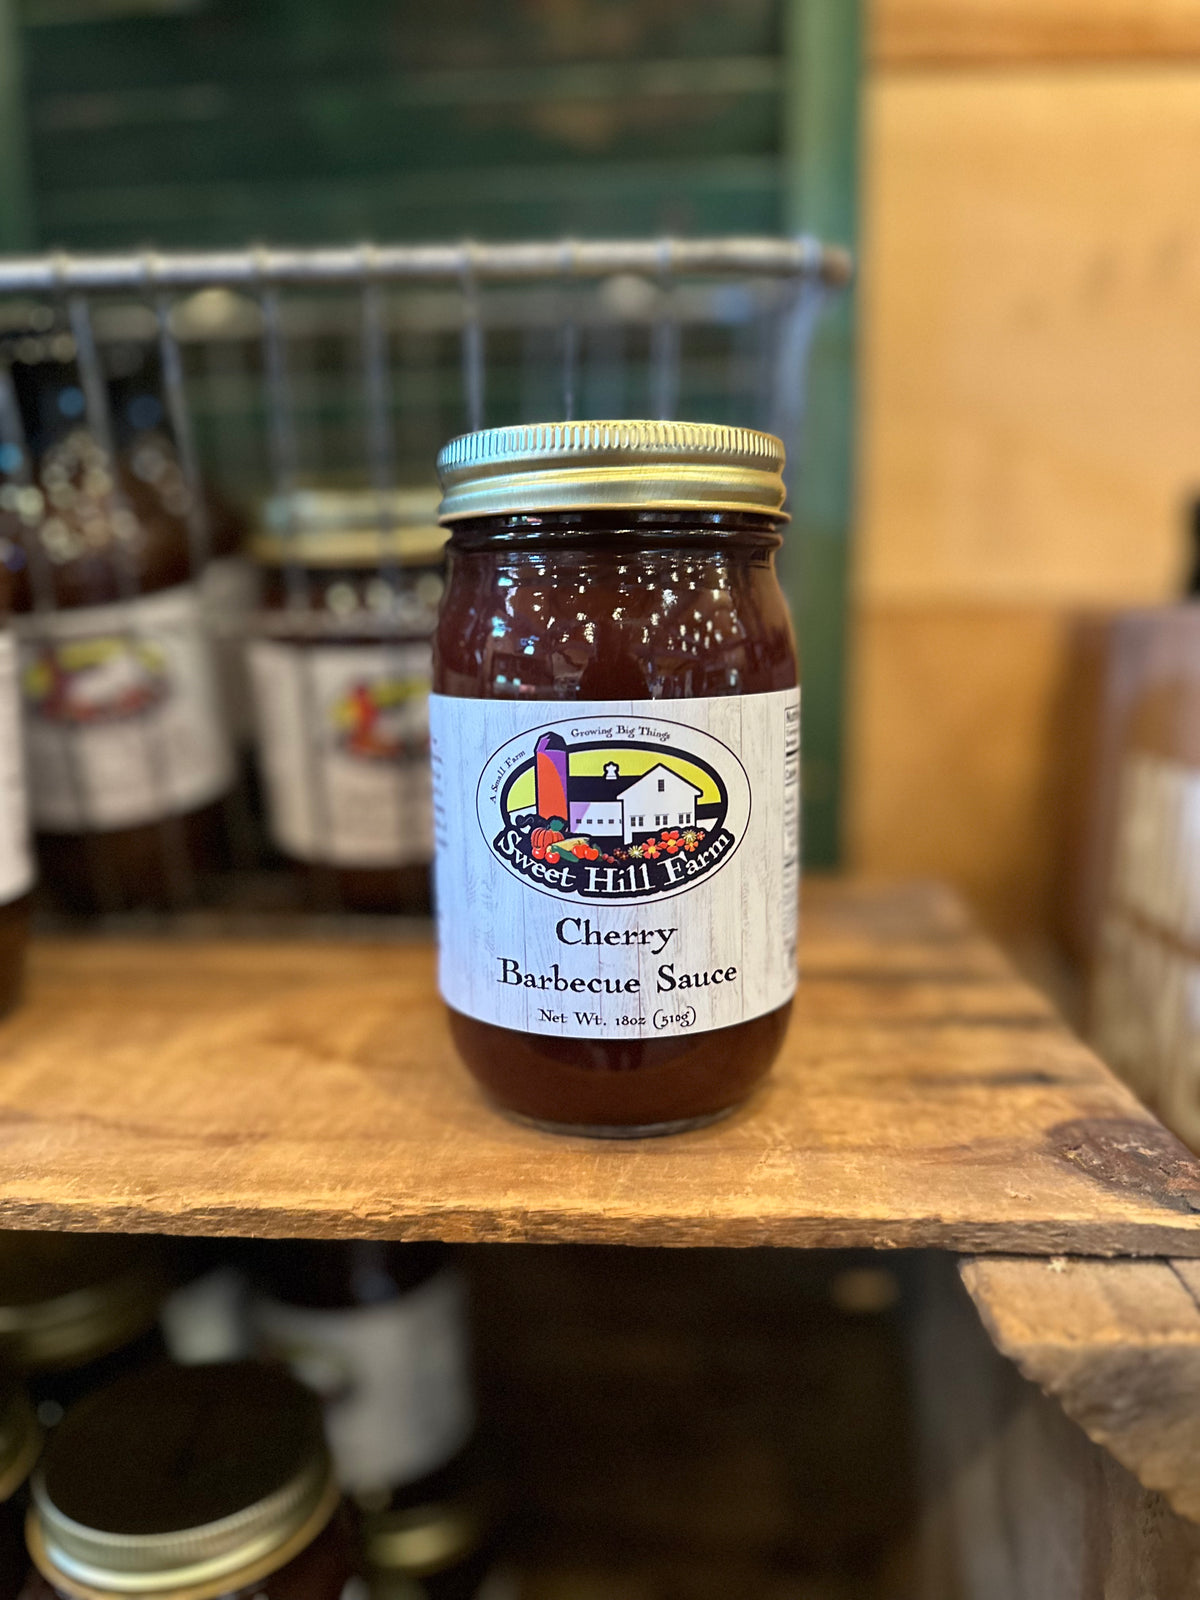 A Small Farm
Growing Big Things
Sweet Hill Farm
Cherry
Barbecue Sauce
Net Wt. 18oz (510g)